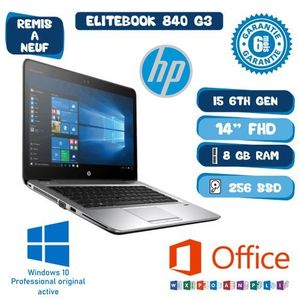 REMIS
A
NEUF
ELITEBOOK 840 G3
GARANTIE
6
GARANTIE
hp
I5 6TH GEN
14" FHD
8 GB RAM
256 SSD
Windows 10
Professional original
active
Office
W X P O A N P